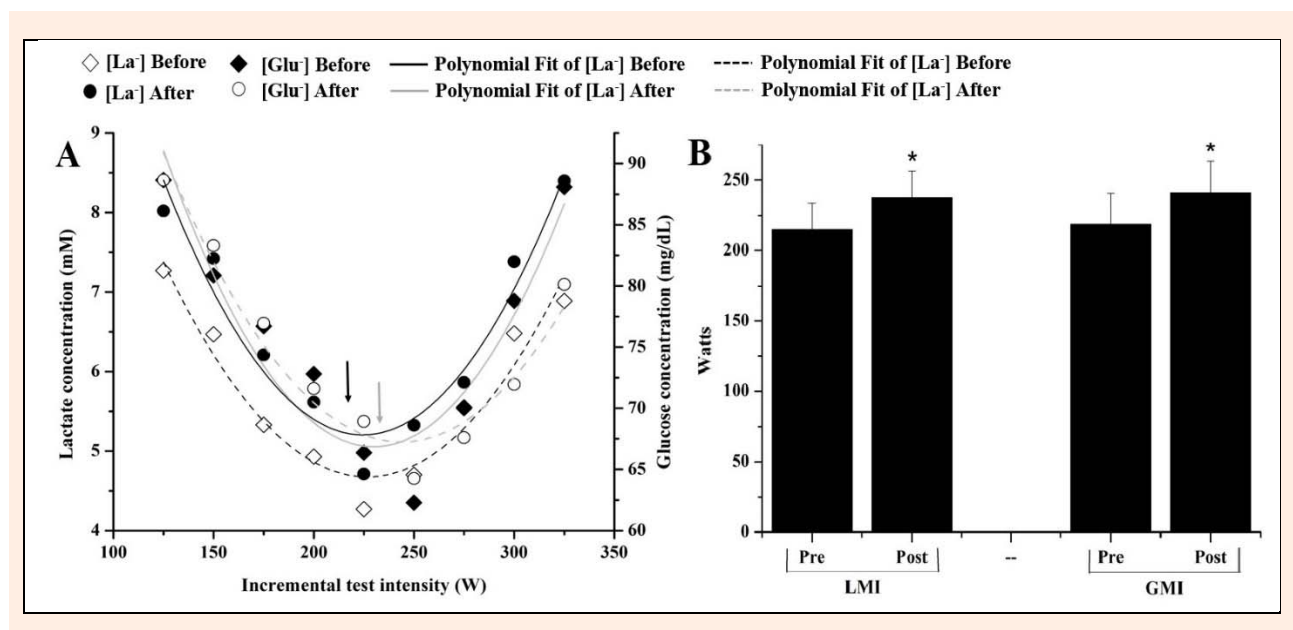 [La-] Before [Glu-] Before Polynomial Fit of [La-] Before Polynomial Fit of [La-] Before
[La-] After [Glu-] After Polynomial Fit of [La-] After Polynomial Fit of [La-] After
A
Lactate concentration (mM)
9
8
7
6
5
4
100 150 200 250 300 350
Incremental test intensity (W)
90
85
80
75
70
65
60
Glucose concentration (mg/dL)
B
Watts
250
200
150
100
50
0
* *
Pre Post -- Pre Post
LMI GMI